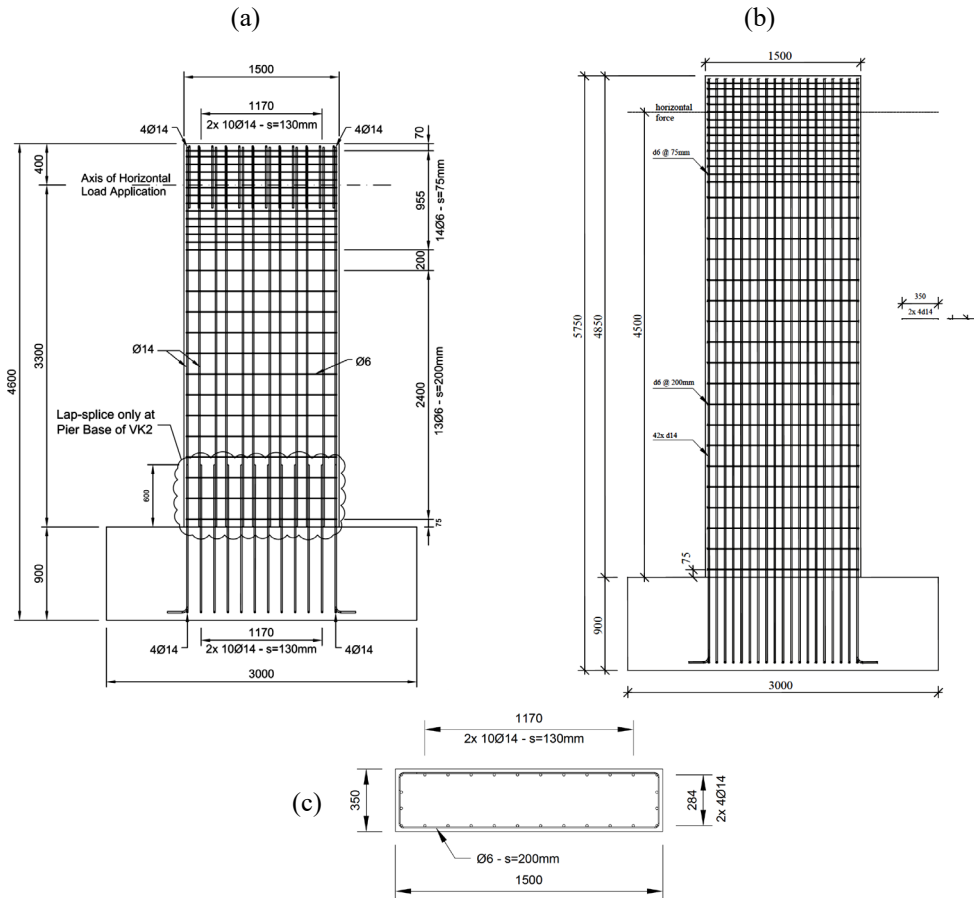 (a)
1500
1170
2x 10Ø14 - s=130mm
4Ø14
4Ø14
70
400
Axis of Horizontal
Load Application
955
14Ø6 - s=75mm
200
3300
4600
Ø14
Ø6
2400
13Ø6 - s=200mm
Lap-splice only at
Pier Base of VK2
600
75
900
1170
2x 10Ø14 - s=130mm
4Ø14
4Ø14
3000
(b)
1500
horizontal
force
d6 @ 75mm
350
2x 4d14
5750
4850
4500
d6 @ 200mm
42x d14
75
900
3000
(c)
1170
2x 10Ø14 - s=130mm
350
284
2x 4Ø14
Ø6 - s=200mm
1500